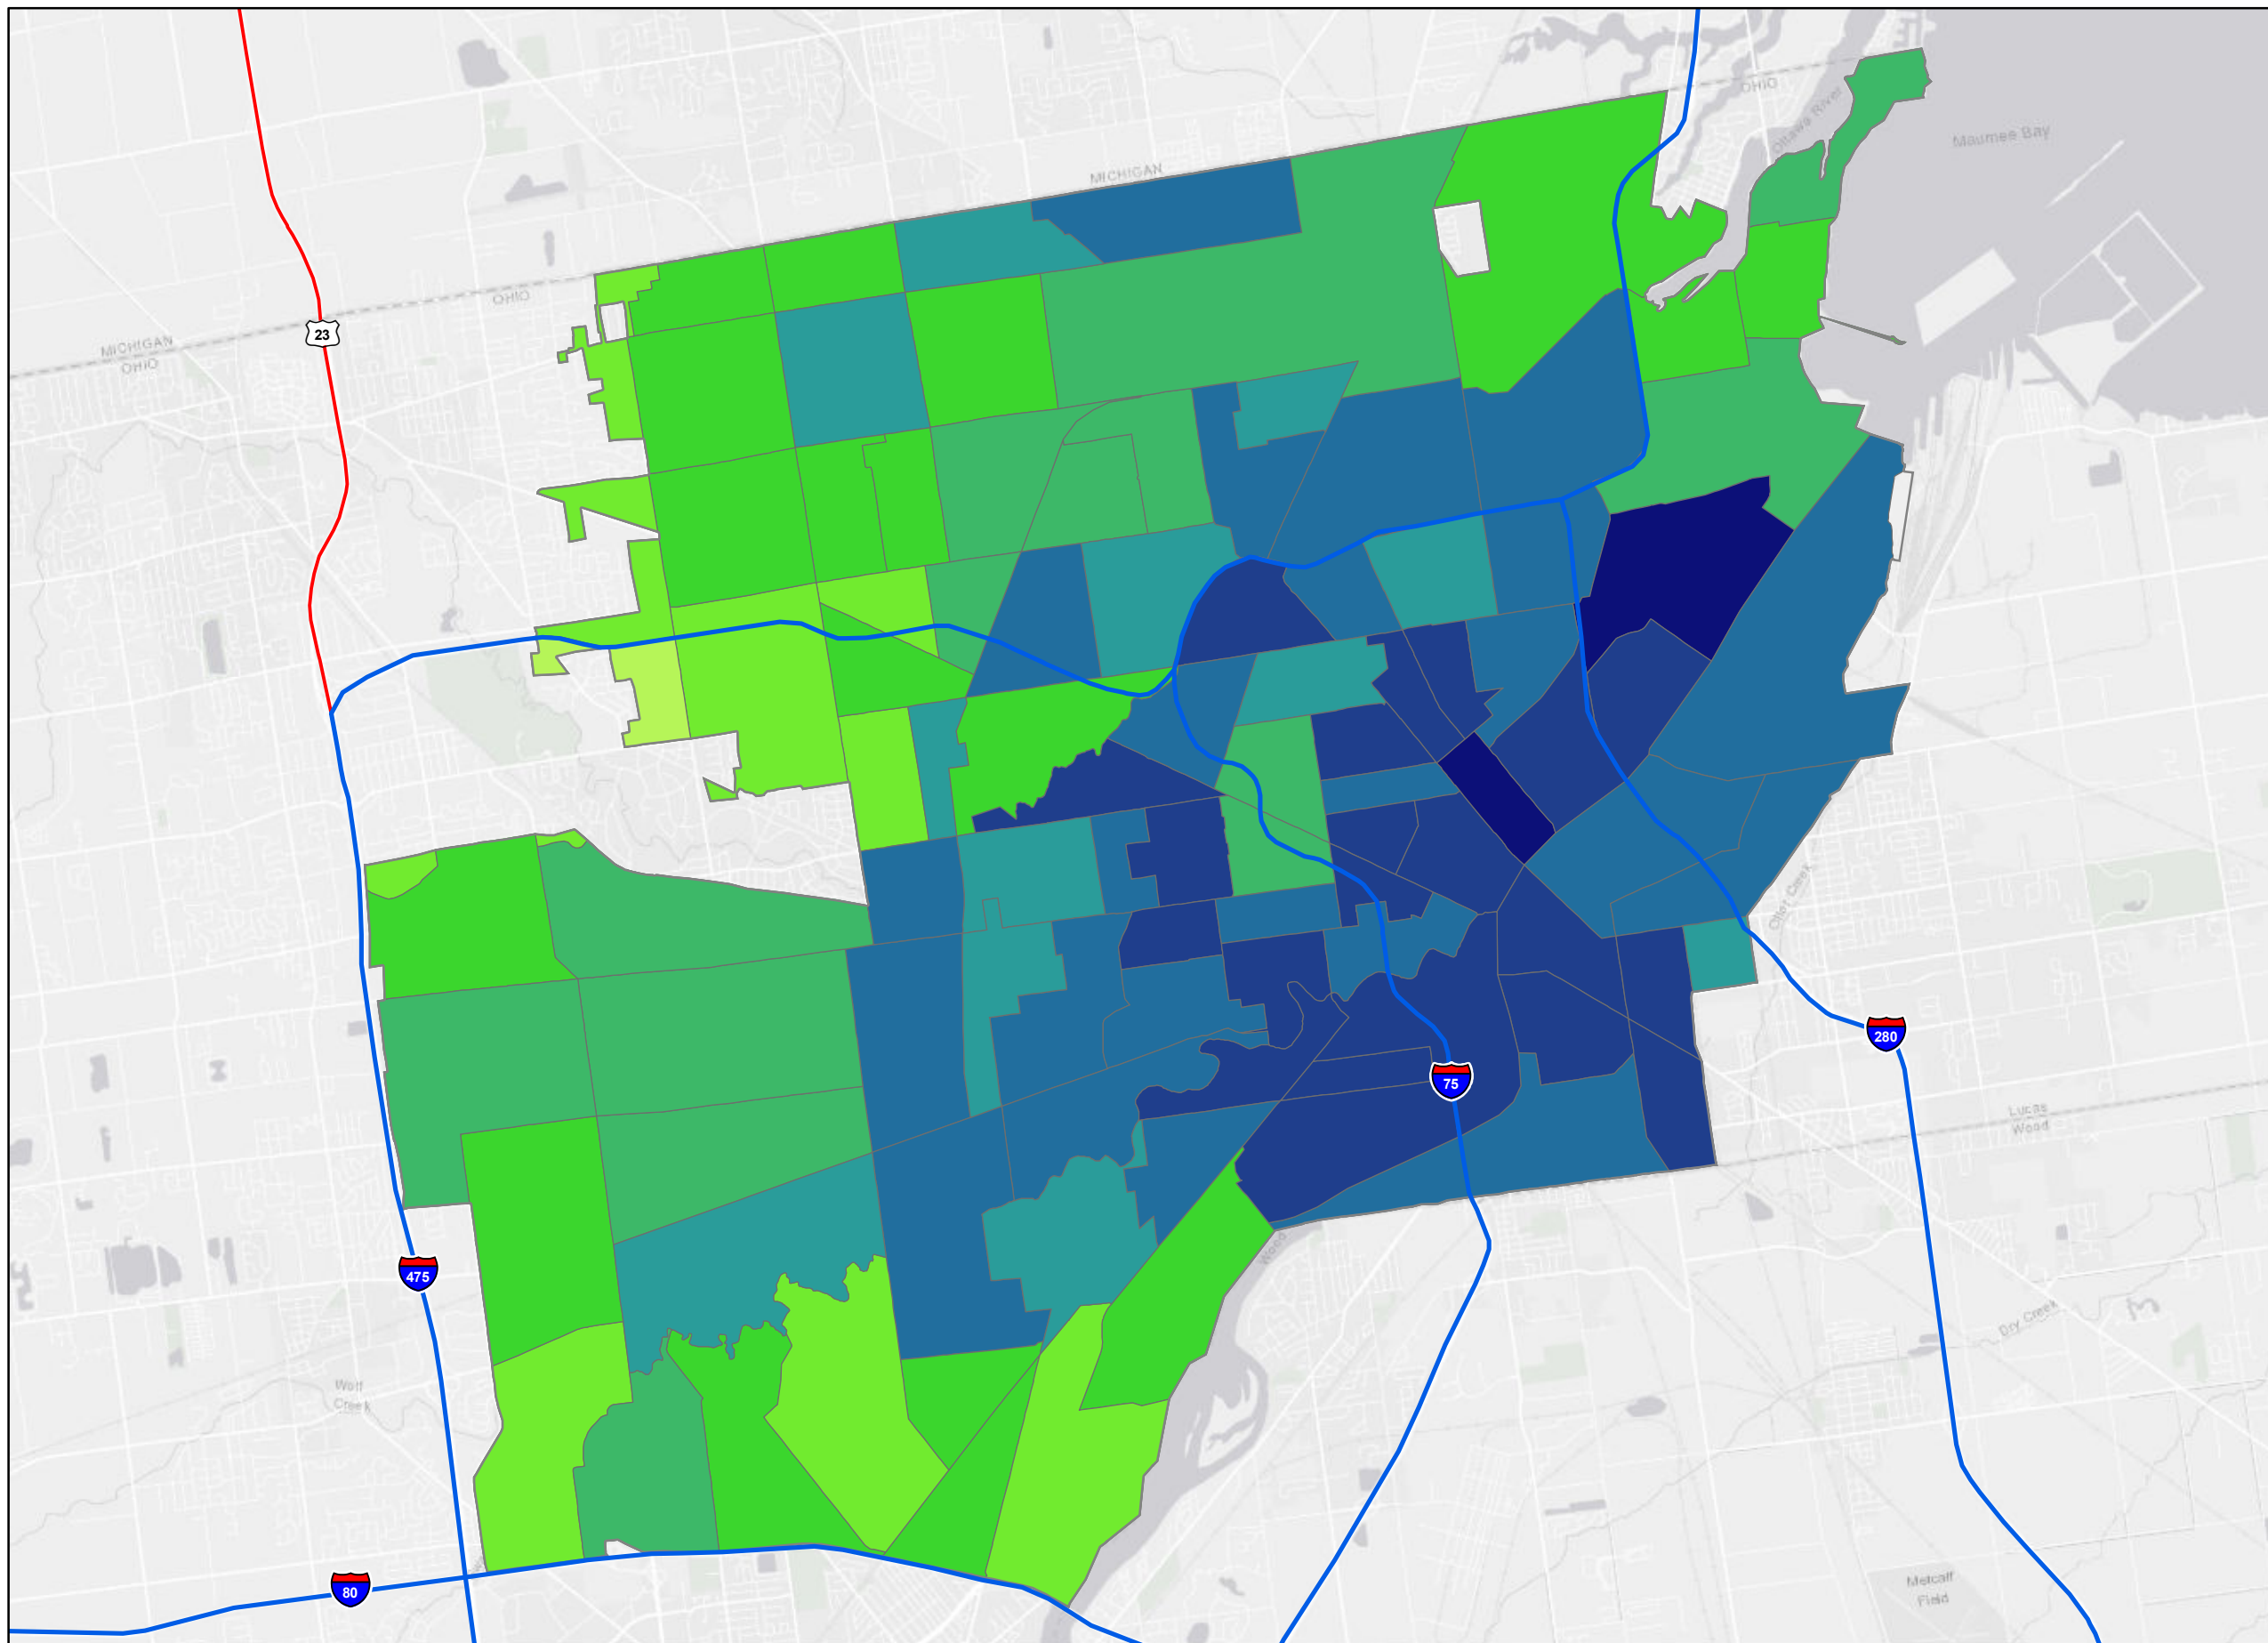 OHIO
Ottawa River
Maumee Bay
MICHIGAN
OHIO
23
MICHIGAN
OHIO
Otter Creek
280
75
Lucas
Wood
Wood
475
Dry Creek
Wolf
Creek
80
Metcalf
Field